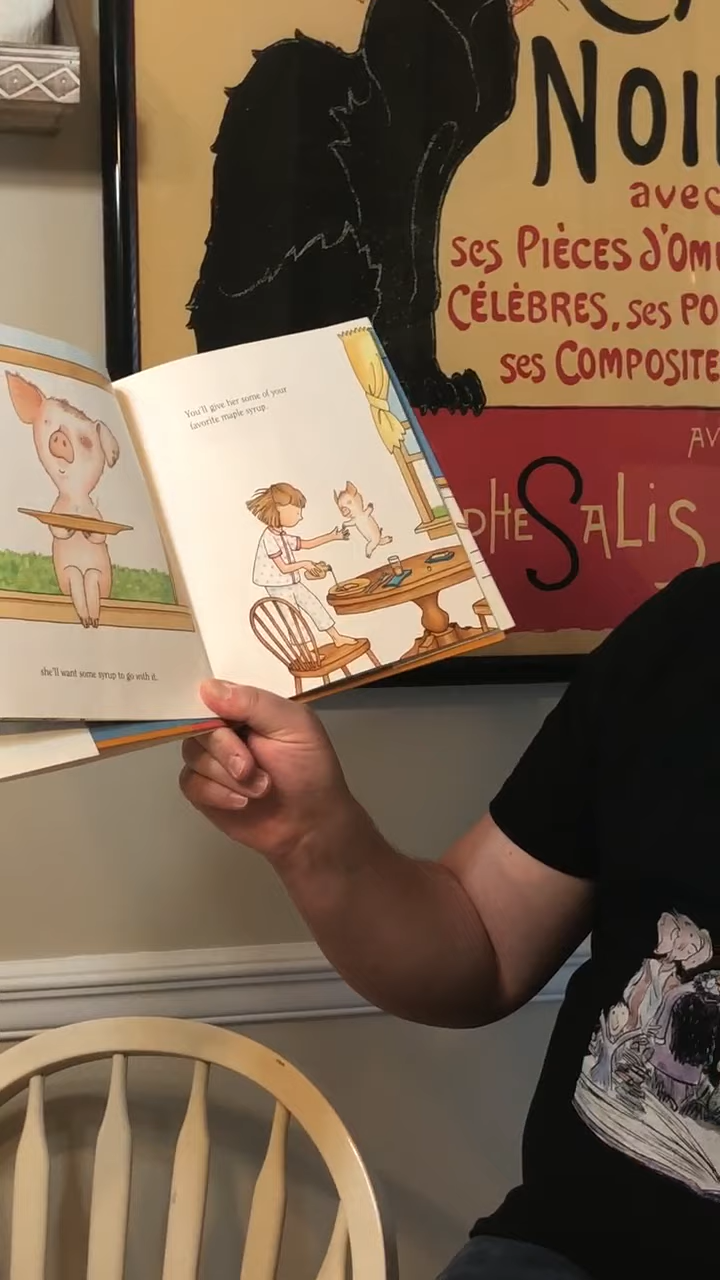 NOI
avec
ses PIÈCES d'OM
CÉLÈBRES, ses PO
ses COMPOSITE
AV
PHE SALIS
You'll give her some of your
favorite maple syrup.
she'll want some syrup to go with it.